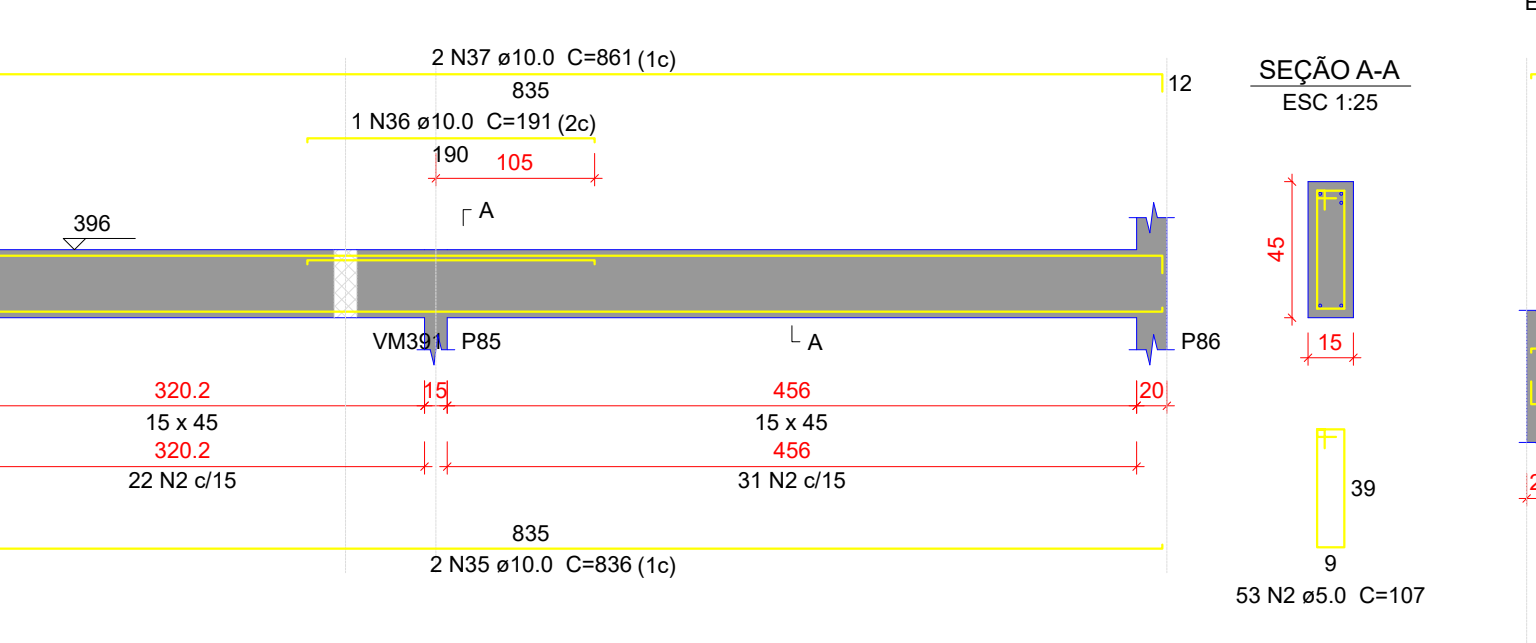 2 N37 ø10.0 C=861 (1c)
835
12
1 N36 ø10.0 C=191 (2c)
190
105
A
396
VM391
P85
A
P86
320.2
15
456
20
15 x 45
15 x 45
320.2
456
22 N2 c/15
31 N2 c/15
835
2 N35 ø10.0 C=836 (1c)
SEÇÃO A-A
ESC 1:25
45
15
39
9
53 N2 ø5.0 C=107